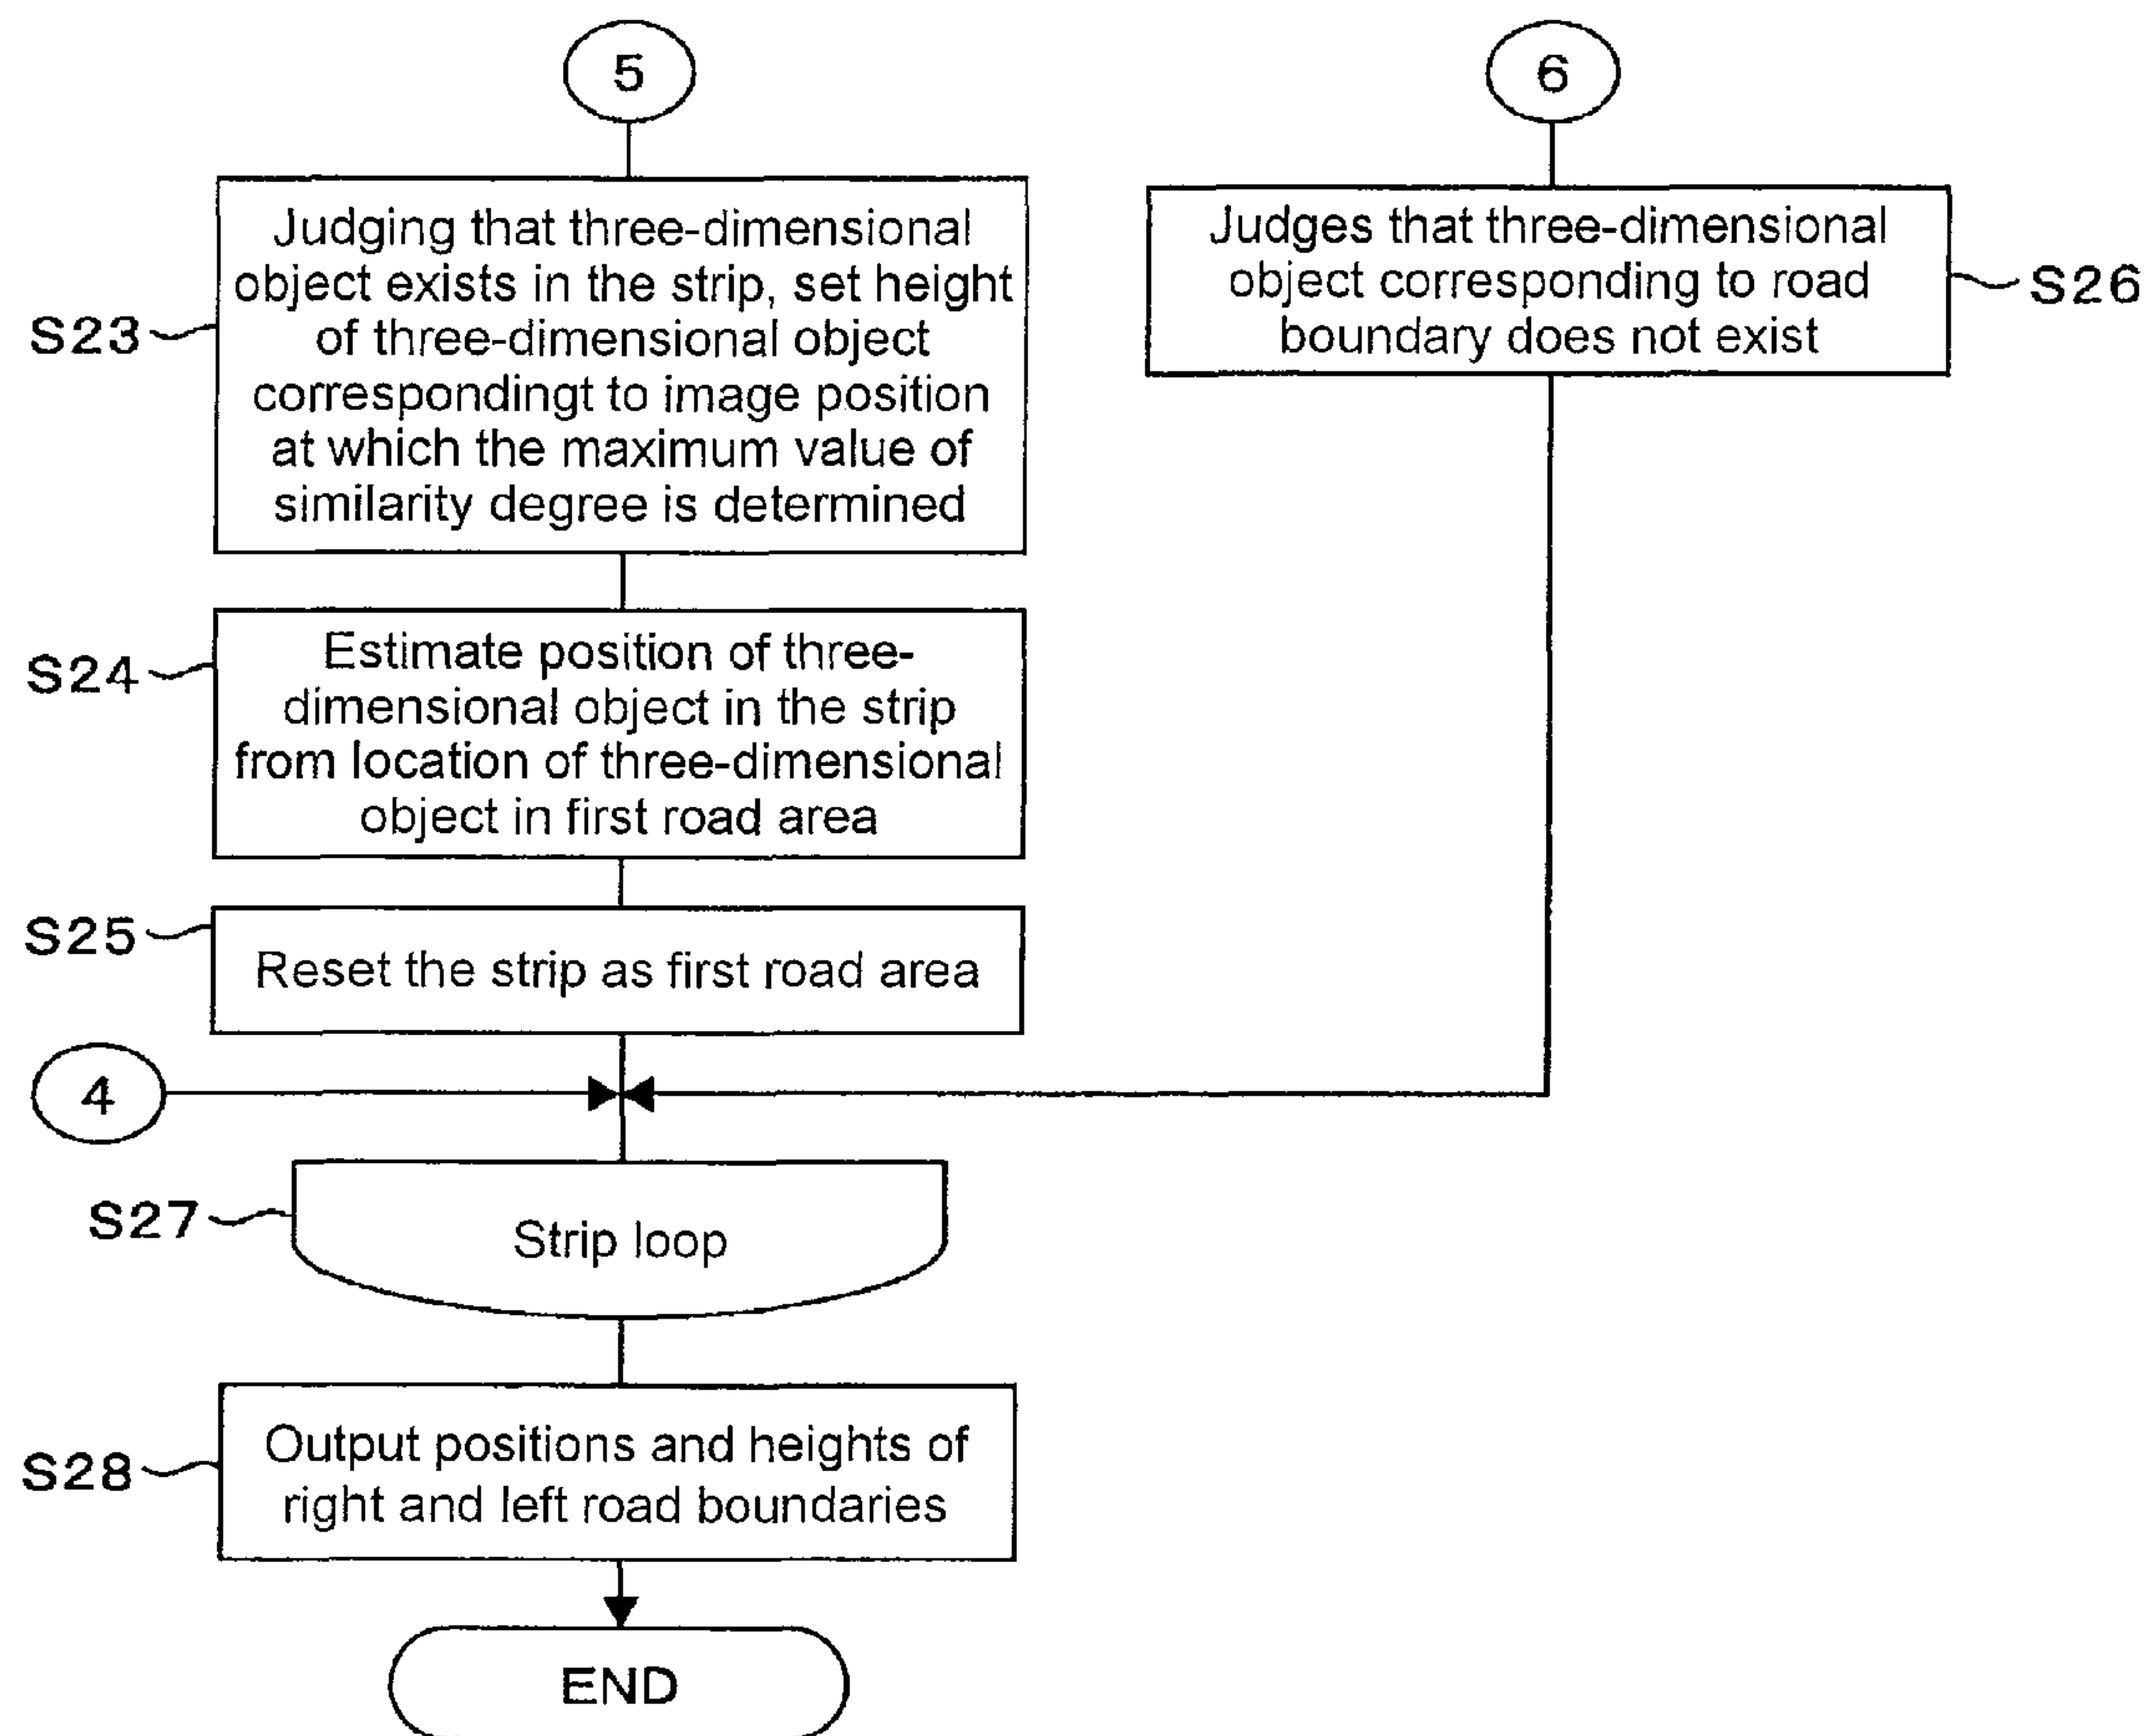 5
6
S23
Judging that three-dimensional
object exists in the strip, set height
of three-dimensional object
correspondingt to image position
at which the maximum value of
similarity degree is determined
Judges that three-dimensional
object corresponding to road
boundary does not exist
S26
S24
Estimate position of three-
dimensional object in the strip
from location of three-dimensional
object in first road area
S25
Reset the strip as first road area
4
S27
Strip loop
S28
Output positions and heights of
right and left road boundaries
END